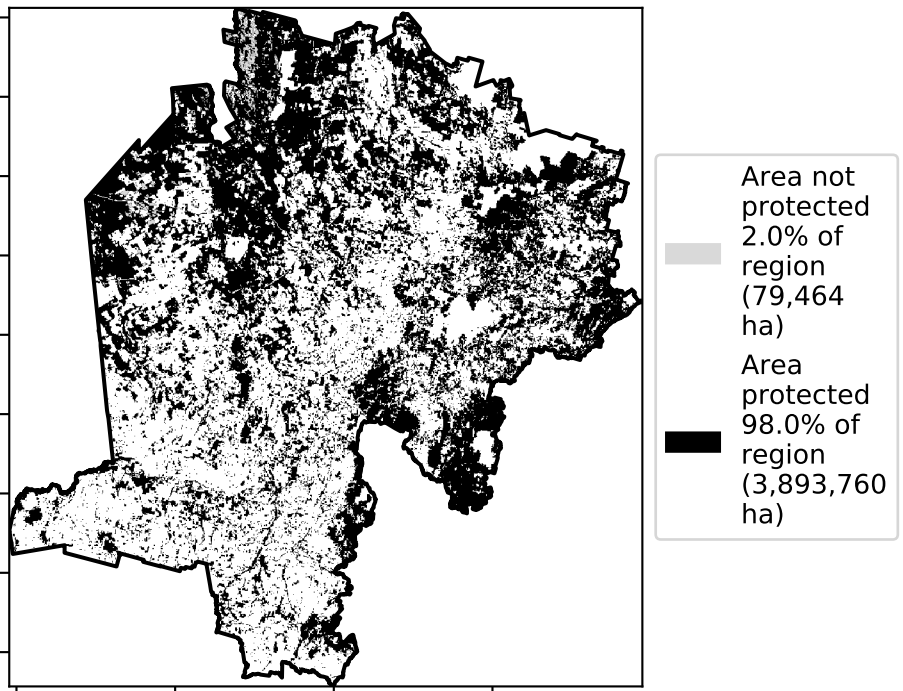 Area not
protected
2.0% of
region
(79,464
ha)
Area
protected
98.0% of
region
(3,893,760
ha)